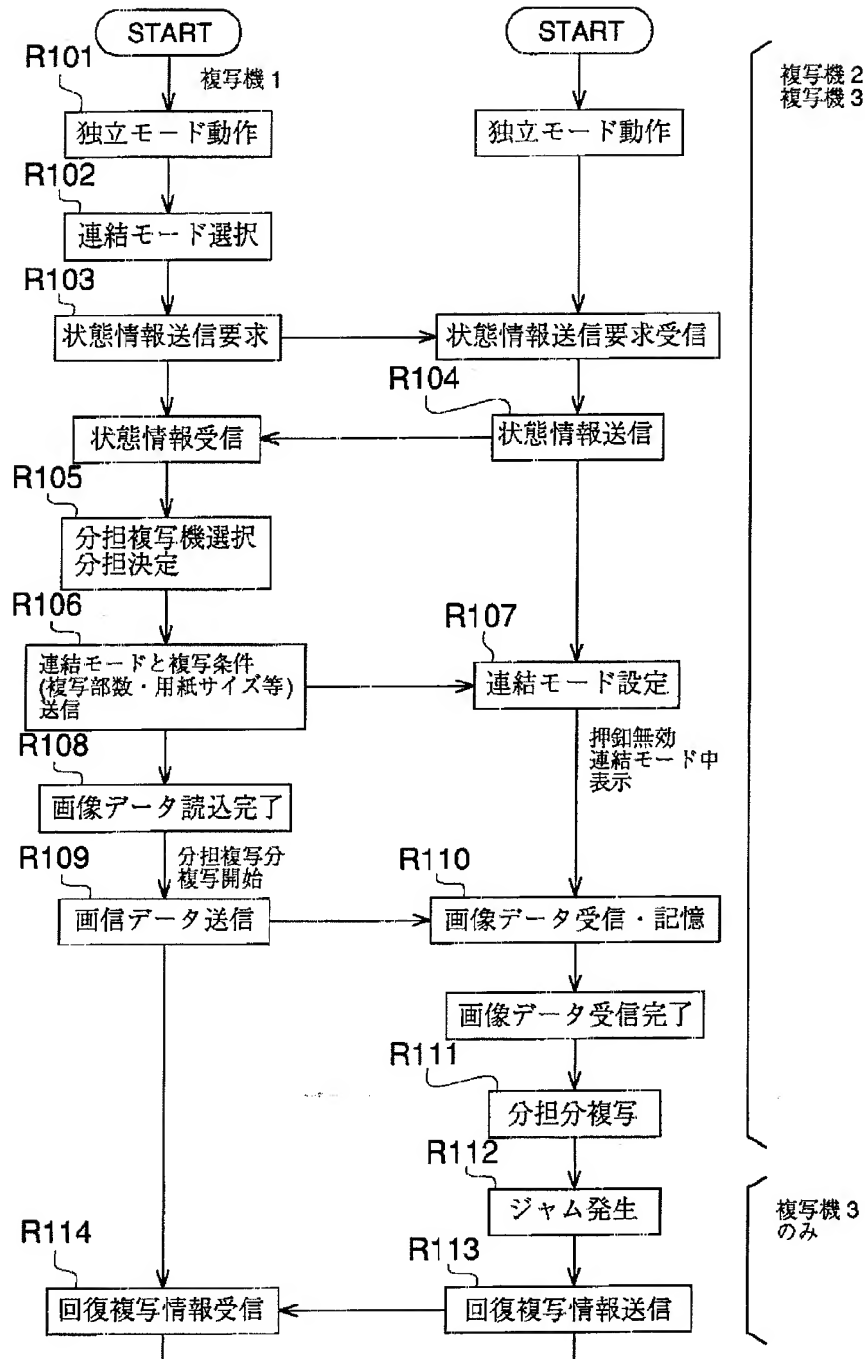 START
START
R101
複写機 1
複写機 2
複写機 3
独立モード動作
独立モード動作
R102
連結モード選択
R103
状態情報送信要求
状態情報送信要求受信
R104
状態情報受信
状態情報送信
R105
分担複写機選択
分担決定
R106
連結モードと複写条件
(複写部数・用紙サイズ等)
送信
R107
連結モード設定
押釦無効
連結モード中
表示
R108
画像データ読込完了
分担複写分
複写開始
R109
画信データ送信
R110
画像データ受信・記憶
画像データ受信完了
R111
分担分複写
R112
ジャム発生
複写機 3
のみ
R114
回復複写情報受信
R113
回復複写情報送信